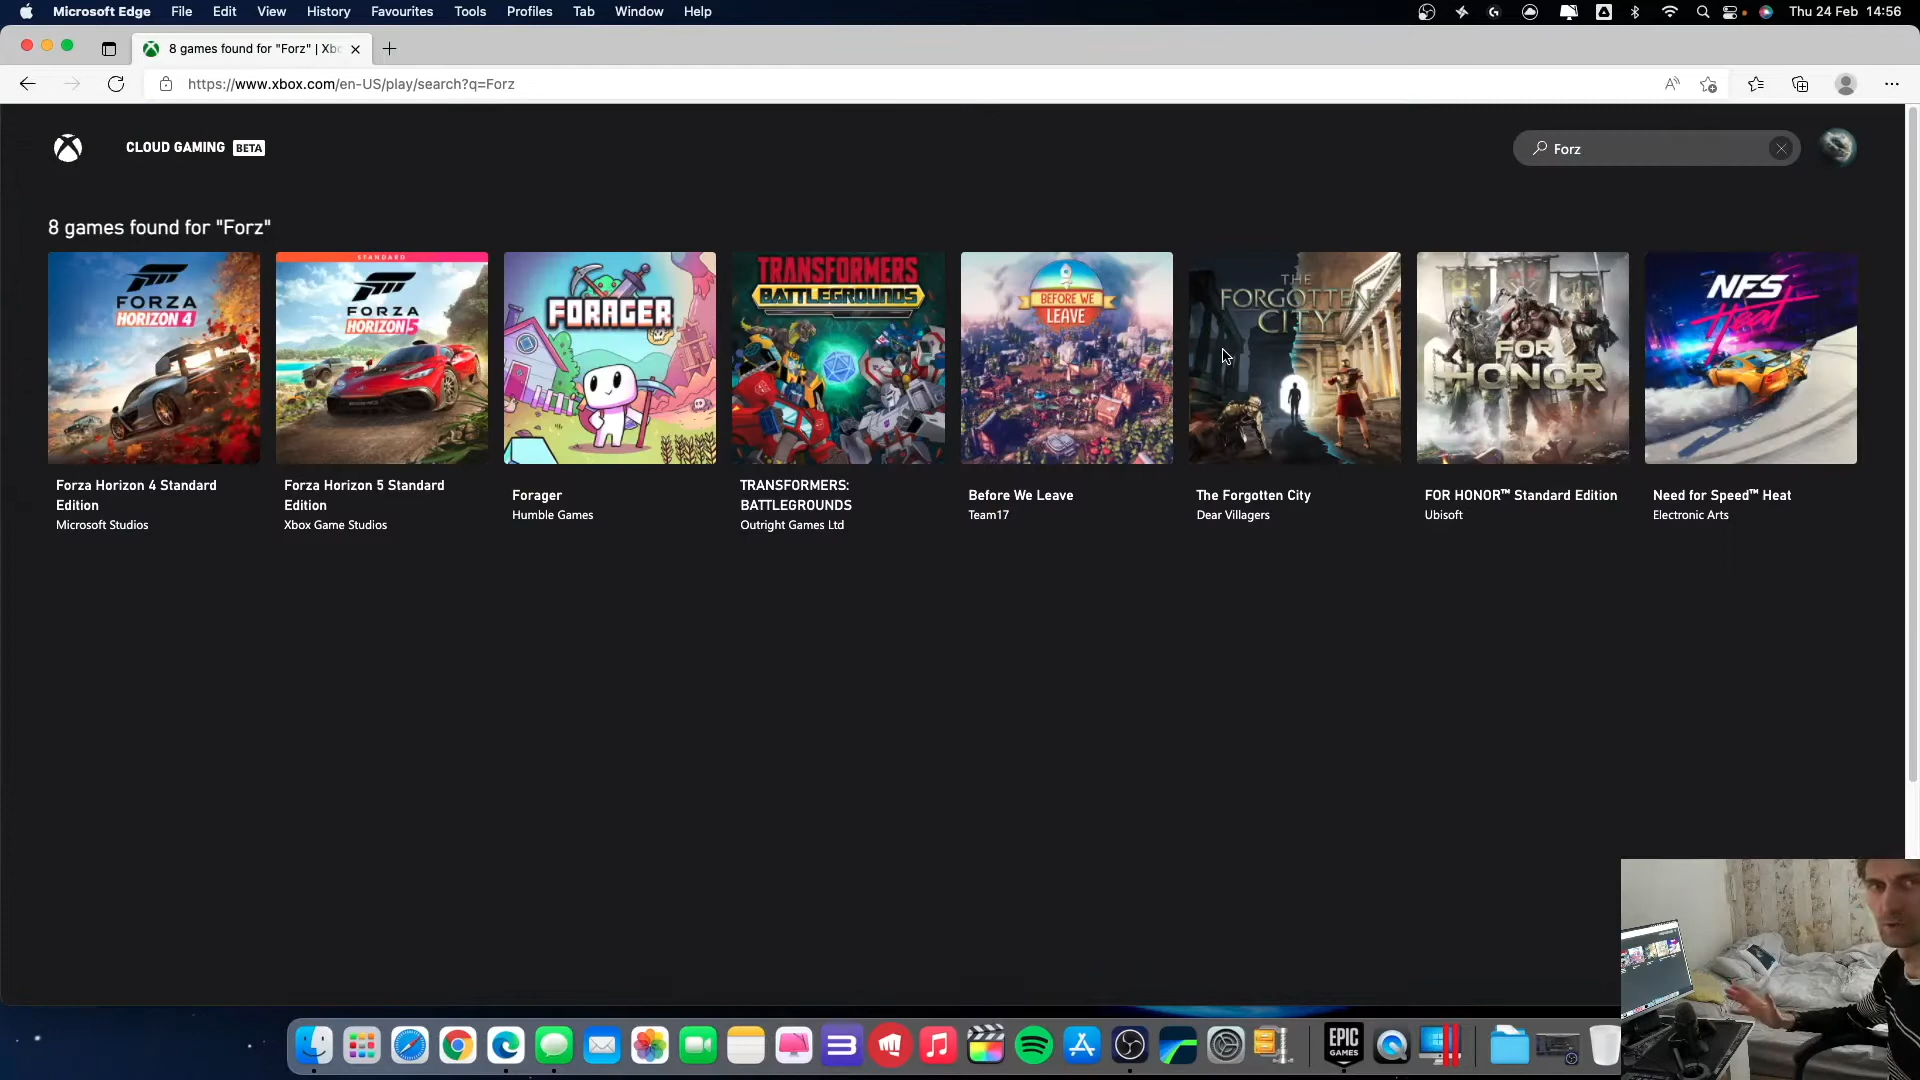 Microsoft Edge File Edit View History Favourites Tools Profiles Tab Window Help Thu 24 Feb 14:56
8 games found for "Forz" | Xb
https://www.xbox.com/en-US/play/search?q=Forz
CLOUD GAMING BETA
Forz
8 games found for "Forz"
FORZA
HORIZON 4
STANDARD
FORZA
HORIZON 5
FORAGER
TRANSFORMERS
BATTLEGROUNDS
BEFORE WE
LEAVE
THE
FORGOTTEN
CITY
FOR
HONOR
NFS
Heat
Forza Horizon 4 Standard
Edition
Microsoft Studios
Forza Horizon 5 Standard
Edition
Xbox Game Studios
Forager
Humble Games
TRANSFORMERS:
BATTLEGROUNDS
Outright Games Ltd
Before We Leave
Team17
The Forgotten City
Dear Villagers
FOR HONOR™ Standard Edition
Ubisoft
Need for Speed™ Heat
Electronic Arts
EPIC
GAMES